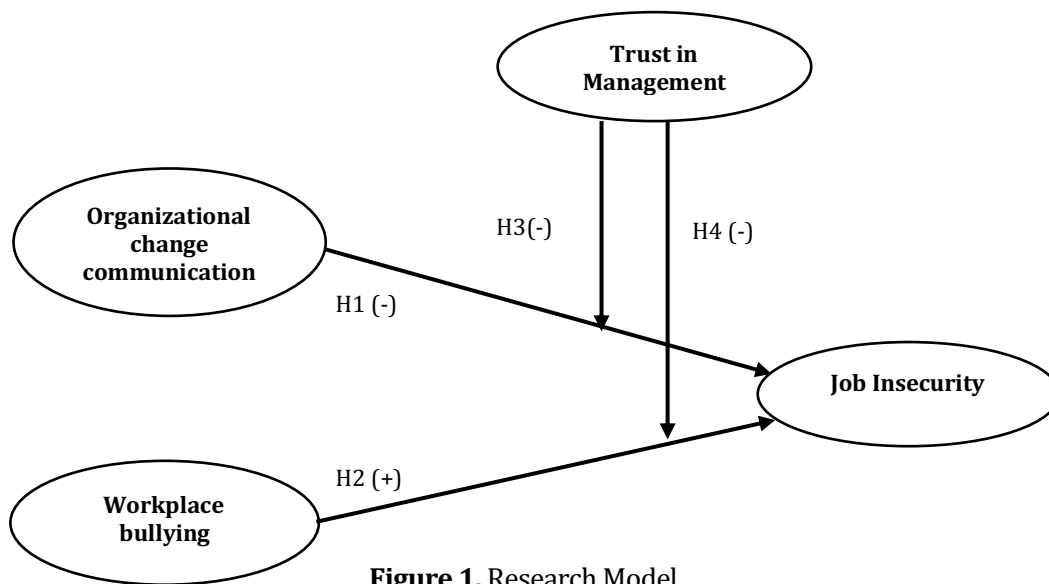 Trust in
Management
Organizational
change
communication
H3(-)
H4 (-)
H1 (-)
Job Insecurity
H2 (+)
Workplace
bullying
Figure 1. Research Model